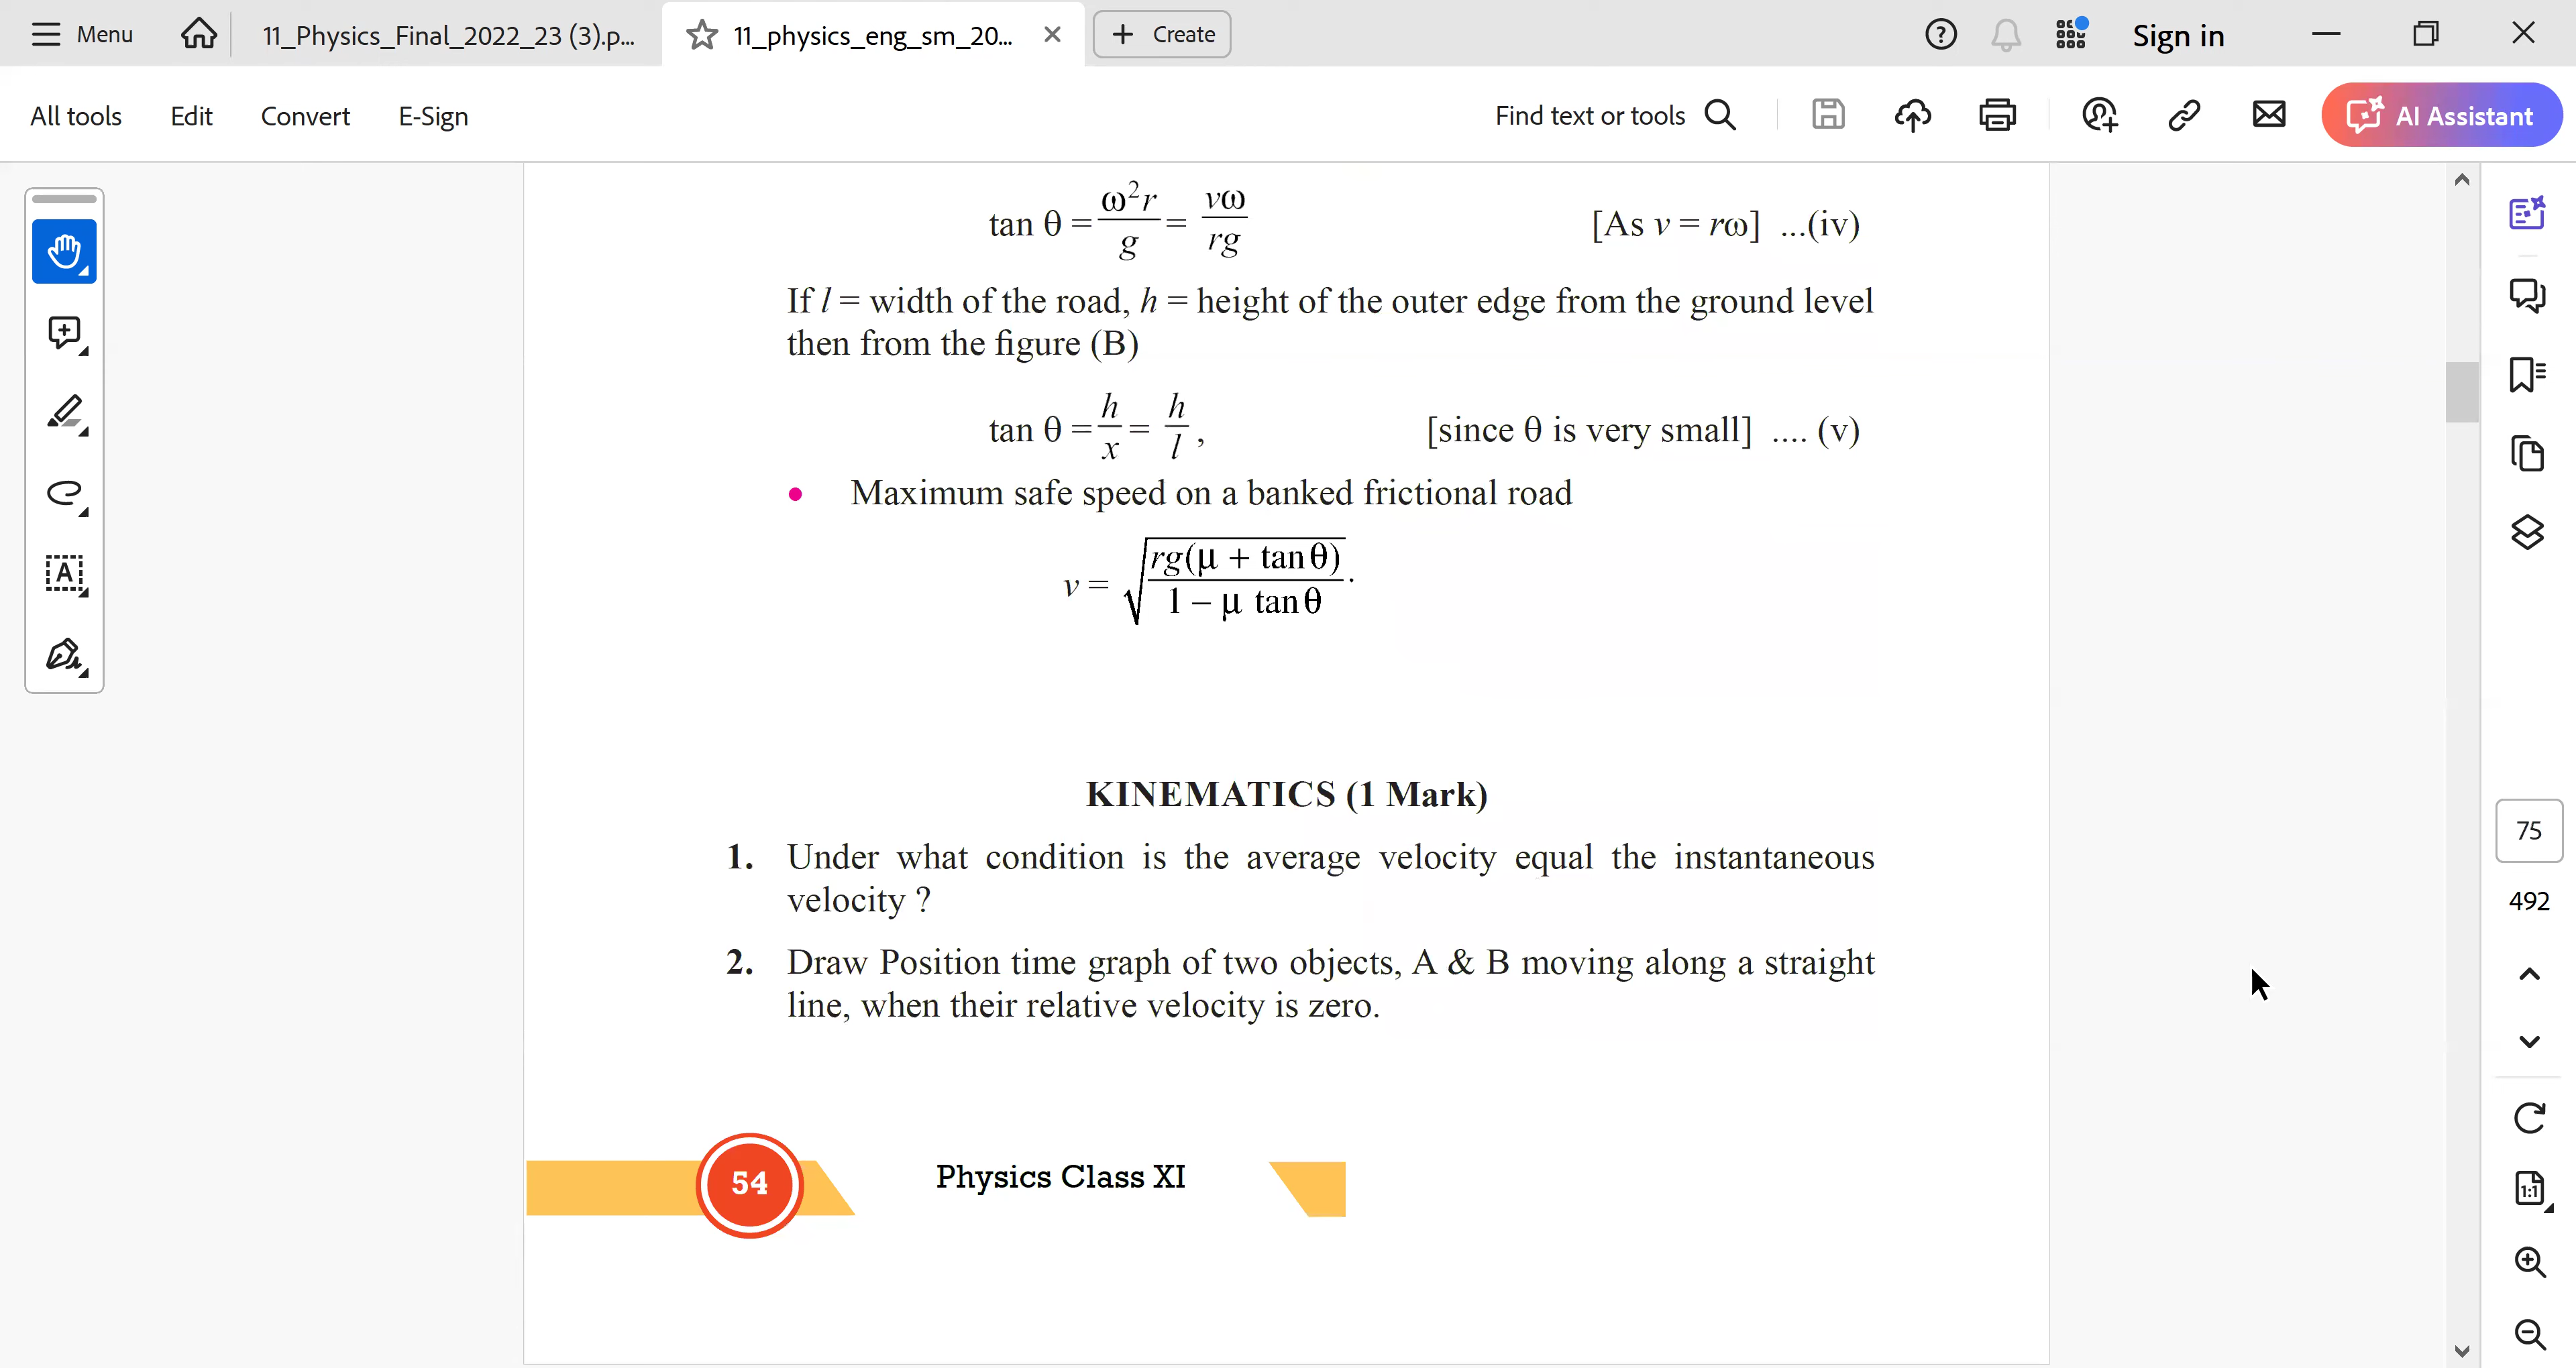 Menu 11_Physics_Final_2022_23 (3).p... 11_physics_eng_sm_20... Create Sign in
All tools Edit Convert E-Sign Find text or tools AI Assistant
tan θ = ω²r/g = vω/rg [As v = rω] ...(iv)
If l = width of the road, h = height of the outer edge from the ground level
then from the figure (B)
tan θ = h/x = h/l , [since θ is very small] .... (v)
• Maximum safe speed on a banked frictional road
v = √(rg(μ + tanθ)/(1 – μ tanθ)).
KINEMATICS (1 Mark)
1. Under what condition is the average velocity equal the instantaneous
velocity ?
2. Draw Position time graph of two objects, A & B moving along a straight
line, when their relative velocity is zero.
54 Physics Class XI
75
492
1:1